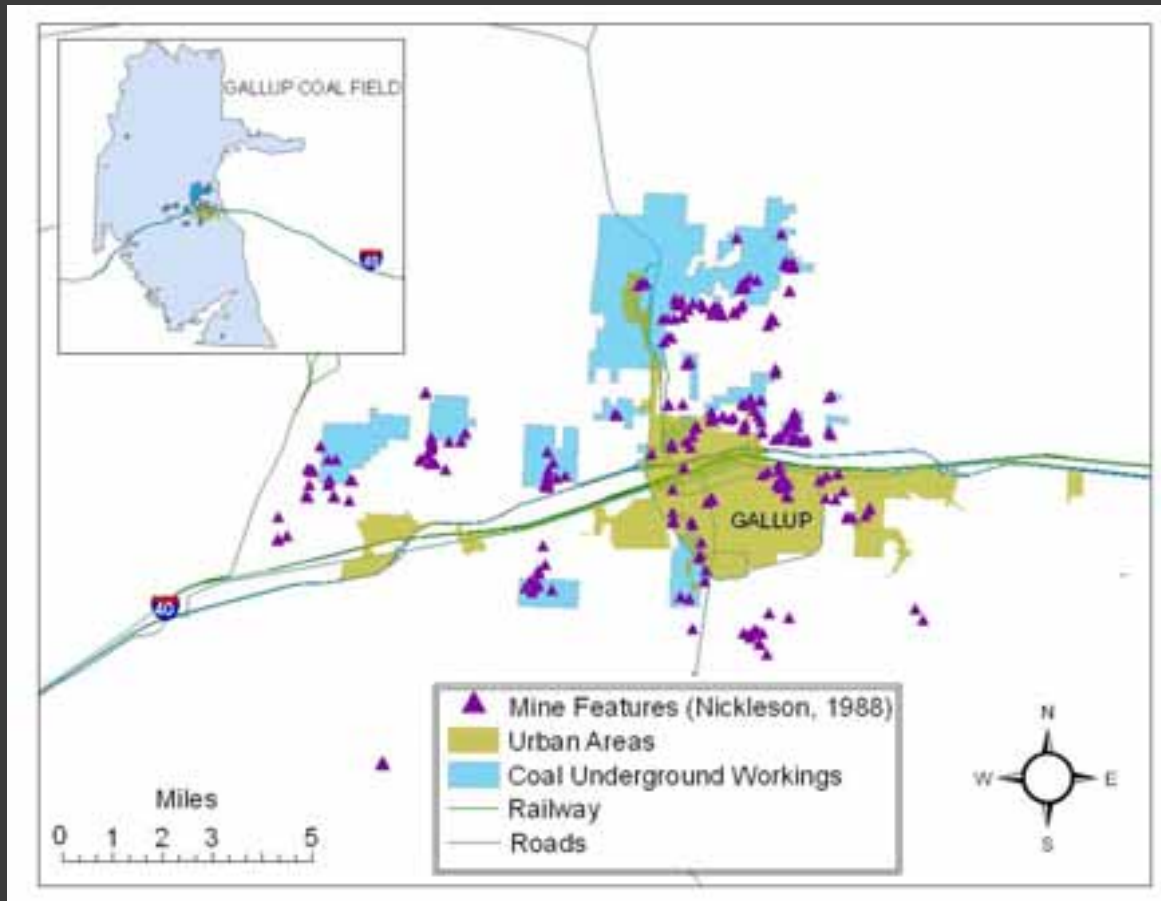 GALLUP COAL FIELD
40
GALLUP
40
Mine Features (Nickleson, 1988)
Urban Areas
Coal Underground Workings
Railway
Roads
Miles
0 1 2 3 5
N
W E
S